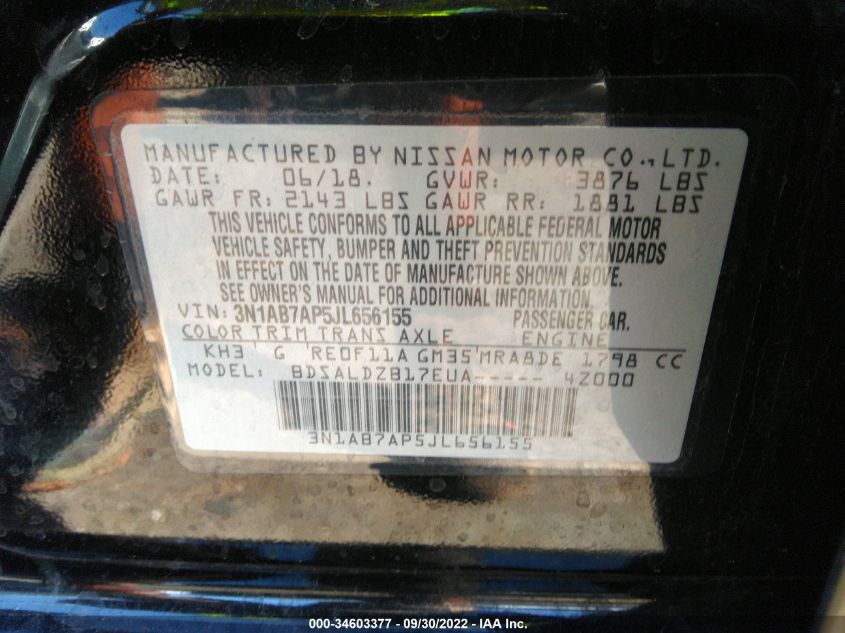 MANUFACTURED BY NISSAN MOTOR CO.,LTD.
DATE: 06/18. GVWR: 3876 LBS
GAWR FR: 2143 LBS GAWR RR: 1881 LBS
THIS VEHICLE CONFORMS TO ALL APPLICABLE FEDERAL MOTOR
VEHICLE SAFETY, BUMPER AND THEFT PREVENTION STANDARDS
IN EFFECT ON THE DATE OF MANUFACTURE SHOWN ABOVE.
SEE OWNER'S MANUAL FOR ADDITIONAL INFORMATION.
VIN: 3N1AB7AP5JL656155 PASSENGER CAR.
COLOR TRIM TRANS AXLE ENGINE
KH3 ' G 'RE0F11A GM35'MRA8DE 1798 CC
MODEL: BDSALDZB17EUA----- 4Z000
3N1AB7AP5JL656155
000-34603377 - 09/30/2022 - IAA Inc.